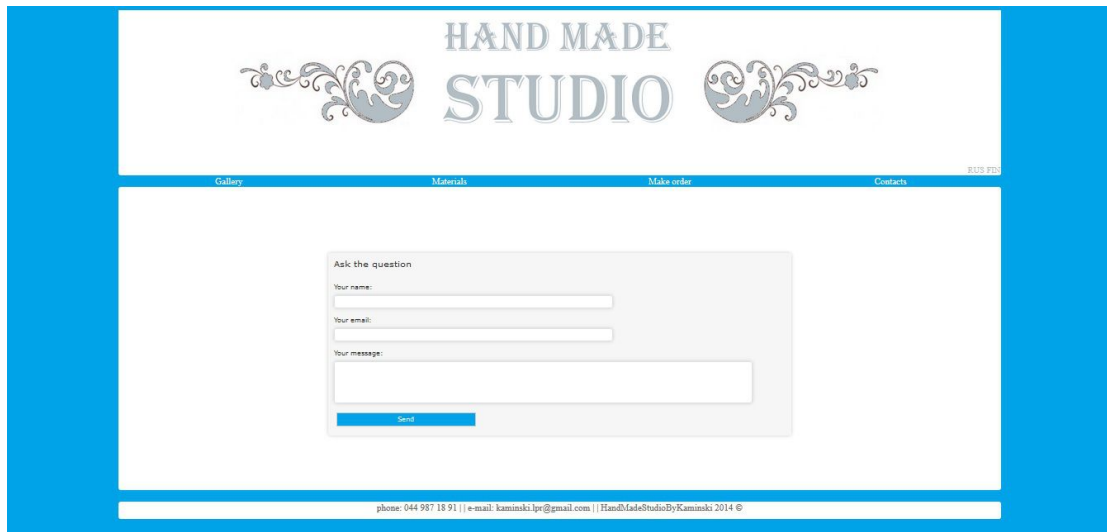 HAND MADE
STUDIO
RUS FIN
Gallery Materials Make order Contacts
Ask the question
Your name:
Your email:
Your message:
Send
phone: 044 987 18 91 | | e-mail: kaminski.lpr@gmail.com | | HandMadeStudioByKaminski 2014 ©